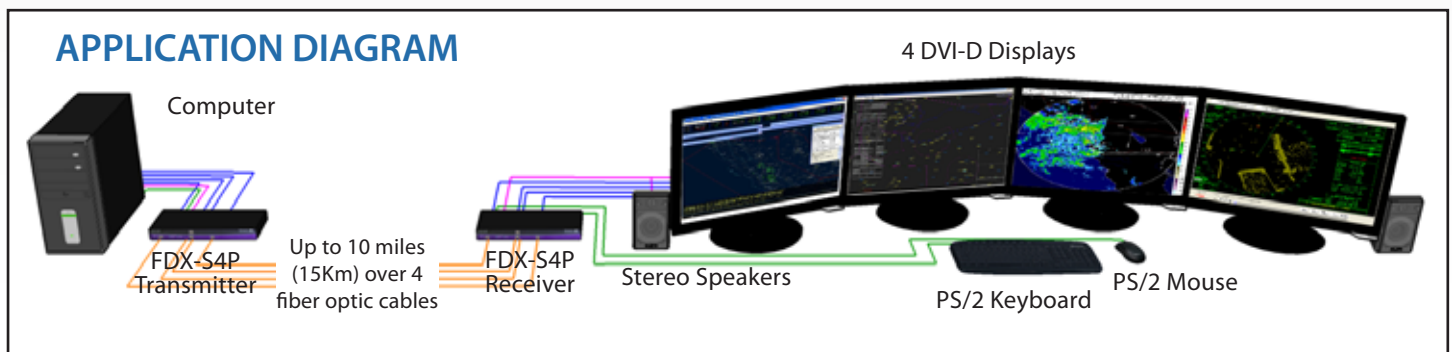 APPLICATION DIAGRAM
4 DVI-D Displays
Computer
FDX-S4P
Transmitter
Up to 10 miles
(15Km) over 4
fiber optic cables
FDX-S4P
Receiver
Stereo Speakers
PS/2 Keyboard
PS/2 Mouse